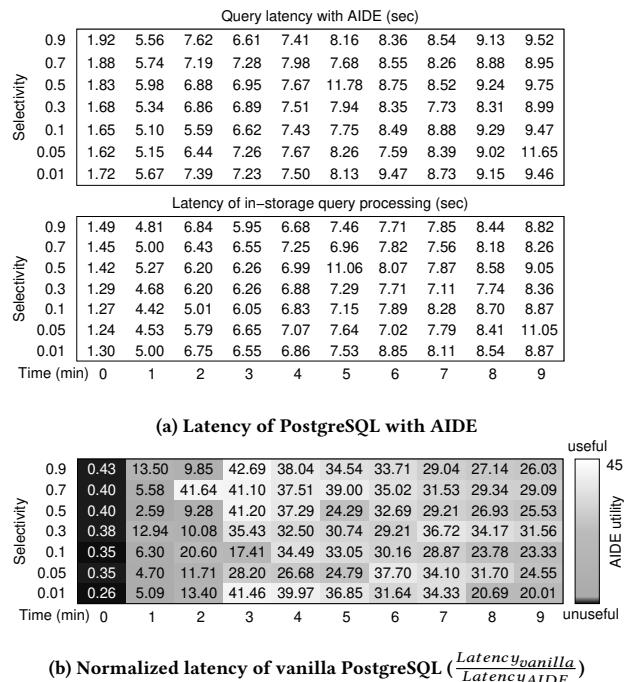 Query latency with AIDE (sec)
0.9 1.92 5.56 7.62 6.61 7.41 8.16 8.36 8.54 9.13 9.52
0.7 1.88 5.74 7.19 7.28 7.98 7.68 8.55 8.26 8.88 8.95
0.5 1.83 5.98 6.88 6.95 7.67 11.78 8.75 8.52 9.24 9.75
0.3 1.68 5.34 6.86 6.89 7.51 7.94 8.35 7.73 8.31 8.99
0.1 1.65 5.10 5.59 6.62 7.43 7.75 8.49 8.88 9.29 9.47
0.05 1.62 5.15 6.44 7.26 7.67 8.26 7.59 8.39 9.02 11.65
0.01 1.72 5.67 7.39 7.23 7.50 8.13 9.47 8.73 9.15 9.46
Selectivity
Latency of in−storage query processing (sec)
0.9 1.49 4.81 6.84 5.95 6.68 7.46 7.71 7.85 8.44 8.82
0.7 1.45 5.00 6.43 6.55 7.25 6.96 7.82 7.56 8.18 8.26
0.5 1.42 5.27 6.20 6.26 6.99 11.06 8.07 7.87 8.58 9.05
0.3 1.29 4.68 6.20 6.26 6.88 7.29 7.71 7.11 7.74 8.36
0.1 1.27 4.42 5.01 6.05 6.83 7.15 7.89 8.28 8.70 8.87
0.05 1.24 4.53 5.79 6.65 7.07 7.64 7.02 7.79 8.41 11.05
0.01 1.30 5.00 6.75 6.55 6.86 7.53 8.85 8.11 8.54 8.87
Selectivity
Time (min) 0 1 2 3 4 5 6 7 8 9
(a) Latency of PostgreSQL with AIDE
useful
0.9 0.43 13.50 9.85 42.69 38.04 34.54 33.71 29.04 27.14 26.03 45
0.7 0.40 5.58 41.64 41.10 37.51 39.00 35.02 31.53 29.34 29.09
0.5 0.40 2.59 9.28 41.20 37.29 24.29 32.69 29.21 26.93 25.53
0.3 0.38 12.94 10.08 35.43 32.50 30.74 29.21 36.72 34.17 31.56
0.1 0.35 6.30 20.60 17.41 34.49 33.05 30.16 28.87 23.78 23.33
0.05 0.35 4.70 11.71 28.20 26.68 24.79 37.70 34.10 31.70 24.55
0.01 0.26 5.09 13.40 41.46 39.97 36.85 31.64 34.33 20.69 20.01
Selectivity
AIDE utility
unuseful
Time (min) 0 1 2 3 4 5 6 7 8 9
(b) Normalized latency of vanilla PostgreSQL (Latency_vanilla / Latency_AIDE)